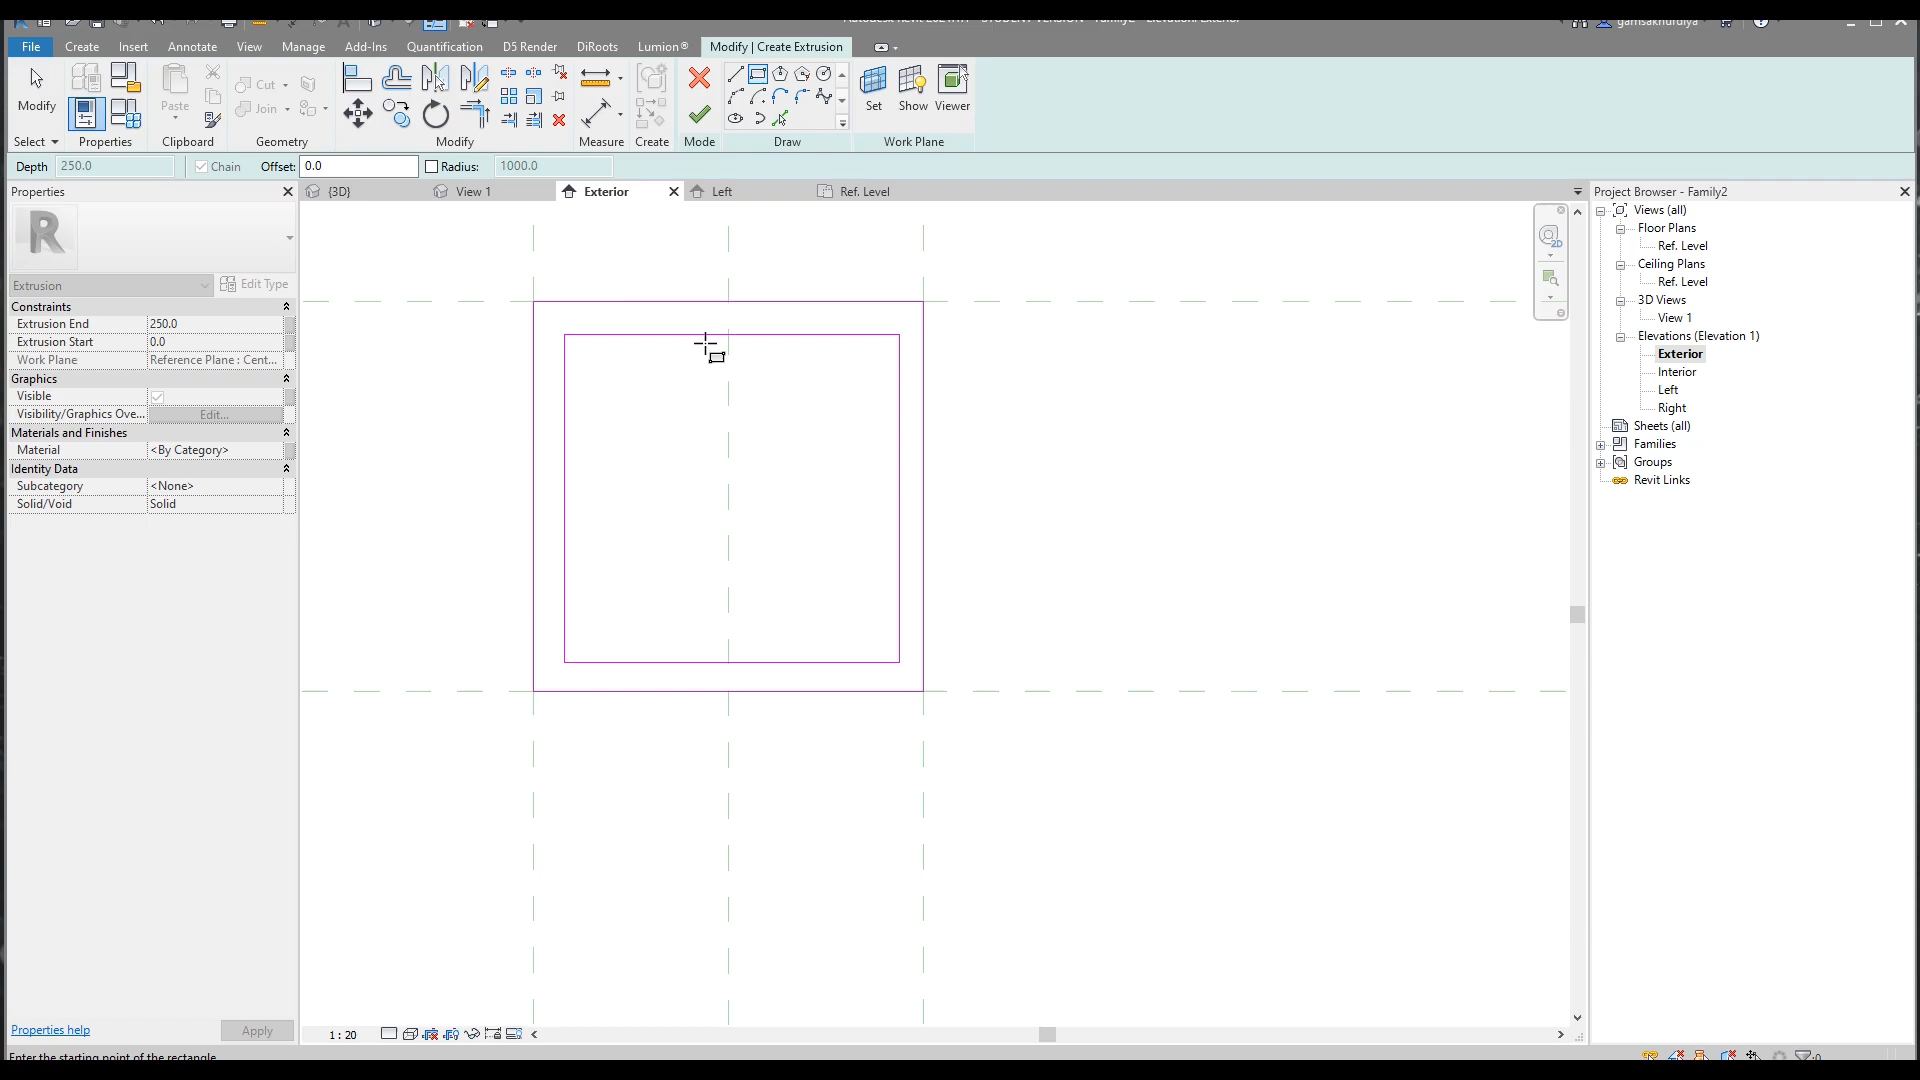 garnsakhurdiya
File Create Insert Annotate View Manage Add-Ins Quantification D5 Render DiRoots Lumion® Modify | Create Extrusion
Modify Paste Cut Join Set Show Viewer
Select Properties Clipboard Geometry Modify Measure Create Mode Draw Work Plane
Depth 250.0 Chain Offset: 0.0 Radius: 1000.0
Properties {3D} View 1 Exterior Left Ref. Level Project Browser - Family2
R
Extrusion Edit Type
Constraints
Extrusion End 250.0
Extrusion Start 0.0
Work Plane Reference Plane : Cent...
Graphics
Visible
Visibility/Graphics Ove... Edit...
Materials and Finishes
Material <By Category>
Identity Data
Subcategory <None>
Solid/Void Solid
2D
Views (all)
Floor Plans
Ref. Level
Ceiling Plans
Ref. Level
3D Views
View 1
Elevations (Elevation 1)
Exterior
Interior
Left
Right
Sheets (all)
Families
Groups
Revit Links
Properties help Apply
1 : 20
Enter the starting point of the rectangle
:0